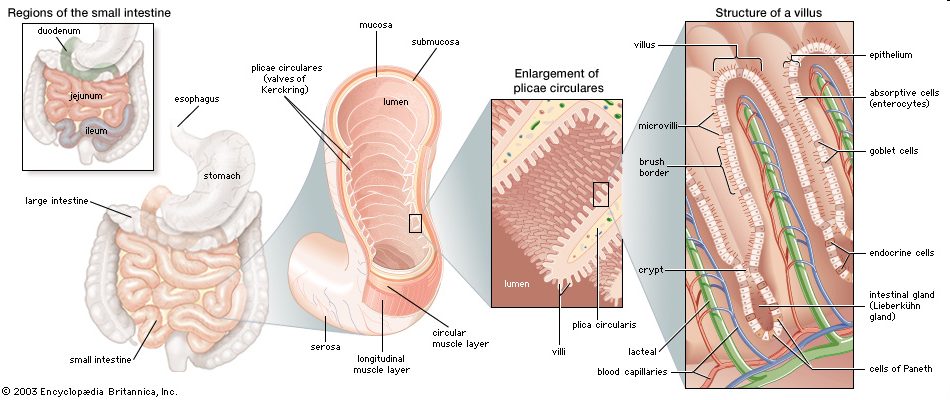 Regions of the small intestine
duodenum
jejunum
ileum
esophagus
stomach
large intestine
small intestine
mucosa
submucosa
plicae circulares
(valves of
Kerckring)
lumen
serosa
circular
muscle layer
longitudinal
muscle layer
Enlargement of
plicae circulares
lumen
plica circularis
villi
Structure of a villus
villus
epithelium
absorptive cells
(enterocytes)
microvilli
goblet cells
brush
border
endocrine cells
crypt
intestinal gland
(Lieberkühn
gland)
lacteal
blood capillaries
cells of Paneth
© 2003 Encyclopædia Britannica, Inc.